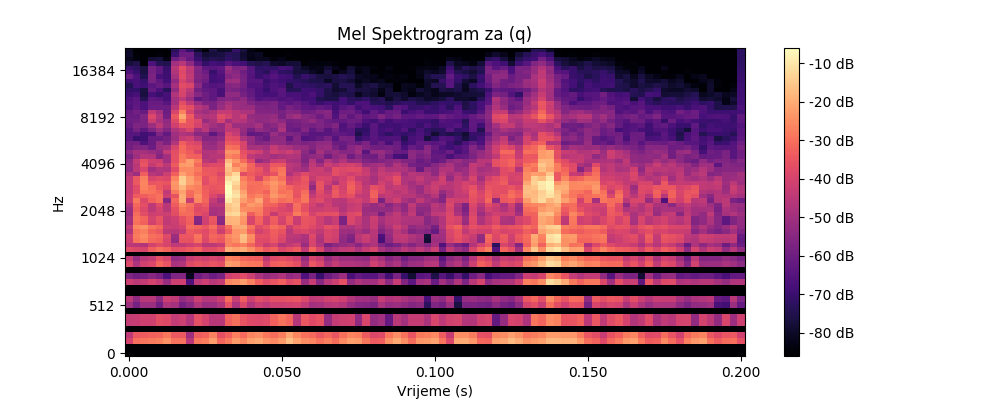 Mel Spektrogram za (q)
16384
8192
4096
2048
1024
512
0
Hz
0.000 0.050 0.100 0.150 0.200
Vrijeme (s)
-10 dB
-20 dB
-30 dB
-40 dB
-50 dB
-60 dB
-70 dB
-80 dB